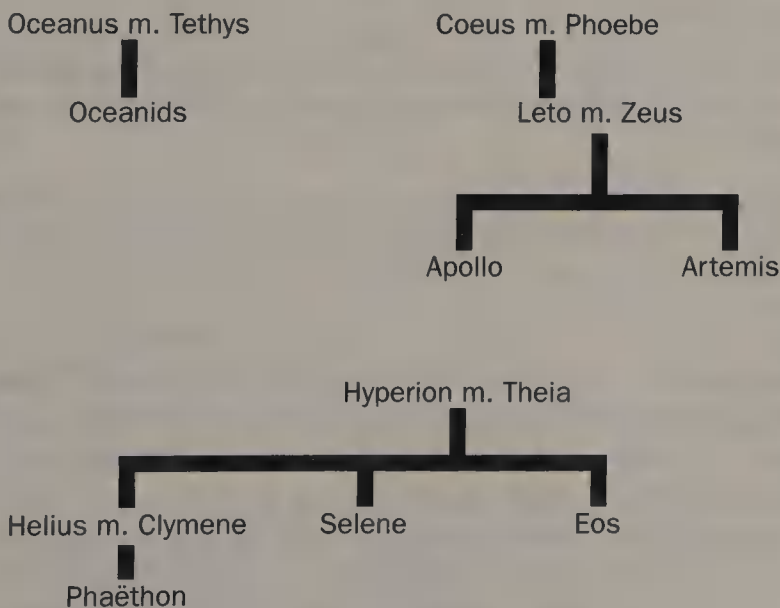 Oceanus m. Tethys
Oceanids
Coeus m. Phoebe
Leto m. Zeus
Apollo
Artemis
Hyperion m. Theia
Helius m. Clymene
Selene
Eos
Phaëthon